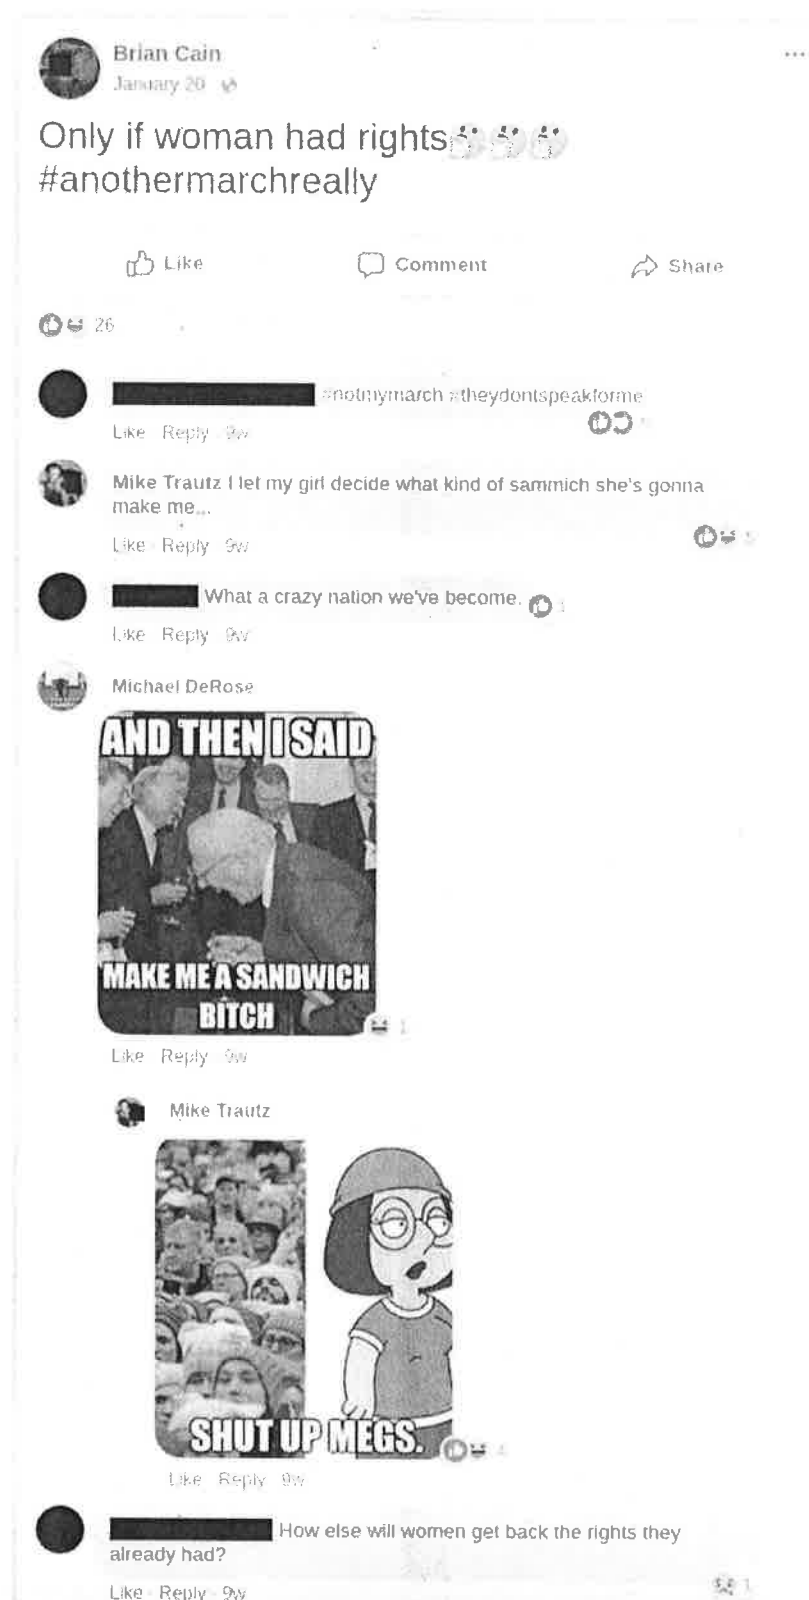 Brian Cain
January 20
Only if woman had rights
#anothermarchreally
Like Comment Share
26
#notmymarch #theydontspeakforme
Like Reply 9w
Mike Trautz I let my girl decide what kind of sammich she's gonna
make me...
Like Reply 9w
What a crazy nation we've become. 1
Like Reply 9w
Michael DeRose
AND THEN I SAID
MAKE ME A SANDWICH
BITCH
1
Like Reply 9w
Mike Trautz
SHUT UP MEGS.
Like Reply 9w
How else will women get back the rights they
already had?
1
Like Reply 9w